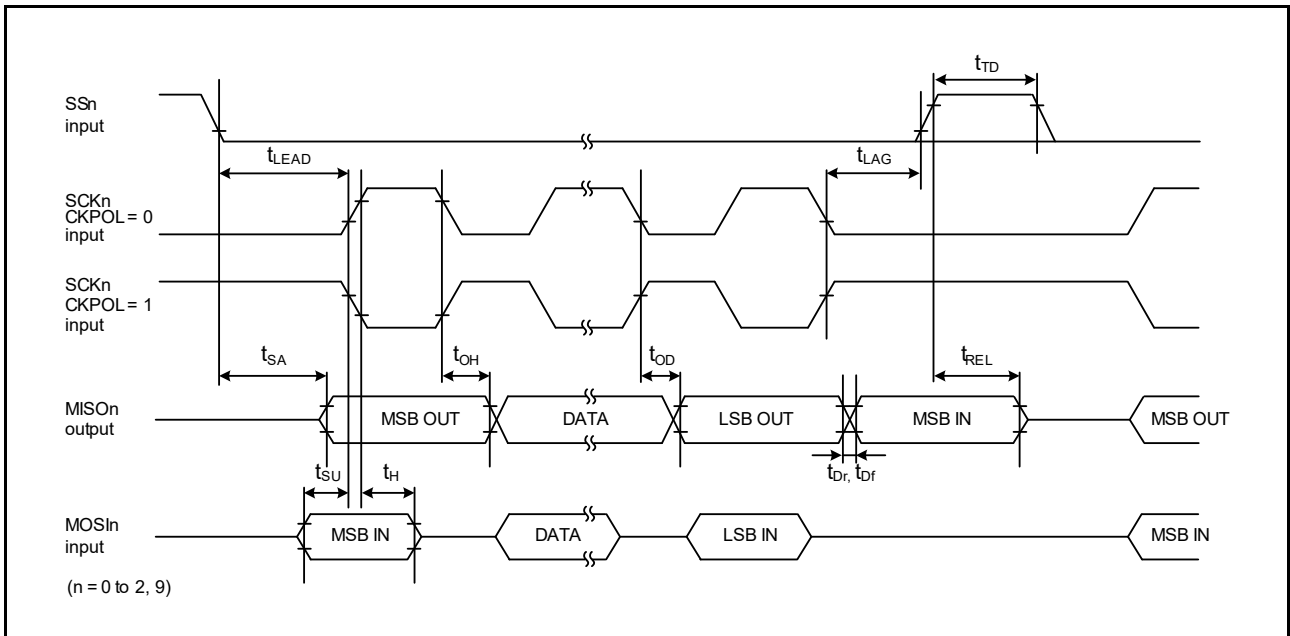 tTD
SSn
input
tLEAD
tLAG
SCKn
CKPOL = 0
input
SCKn
CKPOL = 1
input
tSA
tOH
tOD
tREL
MISOn
output
MSB OUT
DATA
LSB OUT
MSB IN
MSB OUT
tSU
tH
tDr, tDf
MOSIn
input
MSB IN
DATA
LSB IN
MSB IN
(n = 0 to 2, 9)